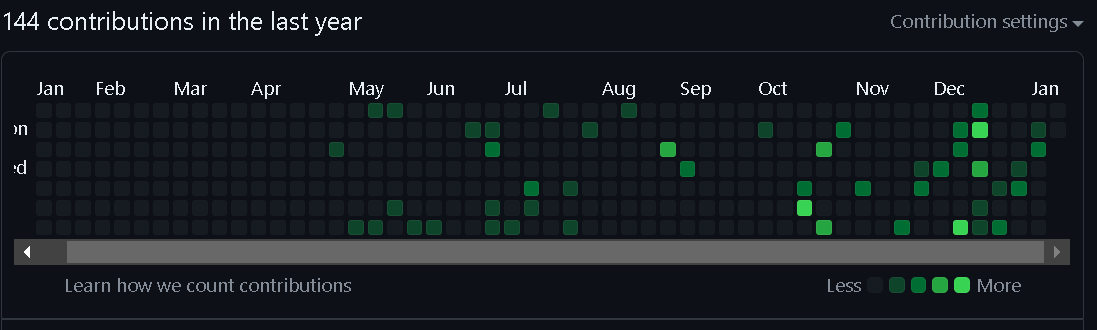 144 contributions in the last year
Contribution settings
Jan Feb Mar Apr May Jun Jul Aug Sep Oct Nov Dec Jan
on
ed
Learn how we count contributions
Less More